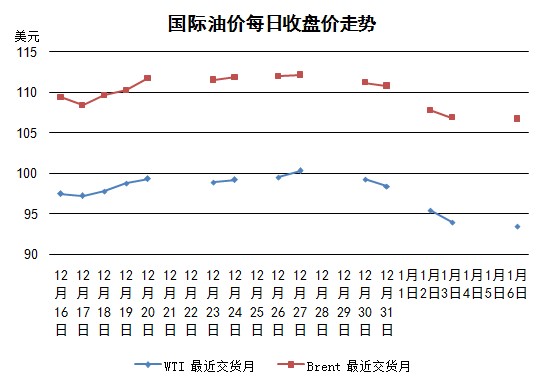 国际油价每日收盘价走势
美元
115
110
105
100
95
90
12月16日
12月17日
12月18日
12月19日
12月20日
12月21日
12月22日
12月23日
12月24日
12月25日
12月26日
12月27日
12月28日
12月29日
12月30日
12月31日
1月1日
1月2日
1月3日
1月4日
1月5日
1月6日
WTI 最近交货月
Brent 最近交货月